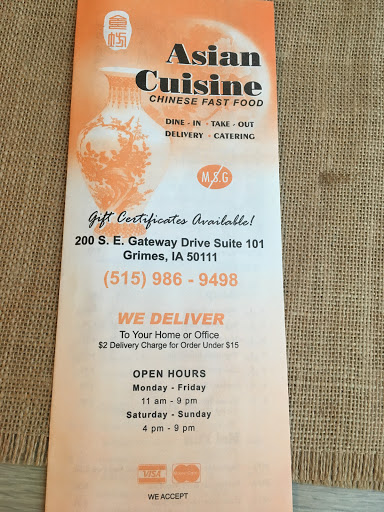 Asian
Cuisine
CHINESE FAST FOOD
DINE - IN - TAKE - OUT
DELIVERY - CATERING
M.S.G
Gift Certificates Available!
200 S. E. Gateway Drive Suite 101
Grimes, IA 50111
(515) 986 - 9498
WE DELIVER
To Your Home or Office
$2 Delivery Charge for Order Under $15
OPEN HOURS
Monday - Friday
11 am - 9 pm
Saturday - Sunday
4 pm - 9 pm
VISA MasterCard
WE ACCEPT